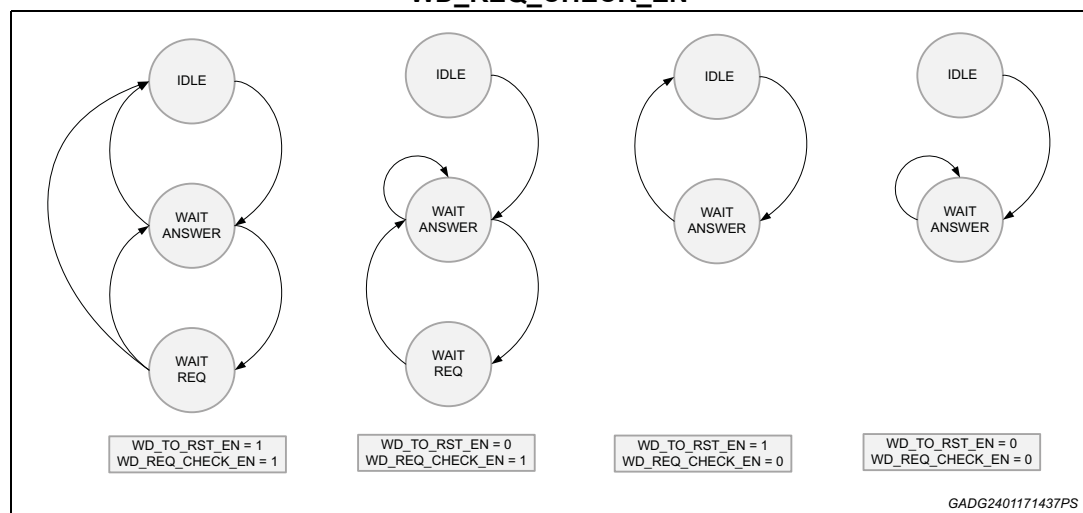 WD_REQ_CHECK_EN
IDLE
WAIT
ANSWER
WAIT
REQ
WD_TO_RST_EN = 1
WD_REQ_CHECK_EN = 1
IDLE
WAIT
ANSWER
WAIT
REQ
WD_TO_RST_EN = 0
WD_REQ_CHECK_EN = 1
IDLE
WAIT
ANSWER
WD_TO_RST_EN = 1
WD_REQ_CHECK_EN = 0
IDLE
WAIT
ANSWER
WD_TO_RST_EN = 0
WD_REQ_CHECK_EN = 0
GADG2401171437PS